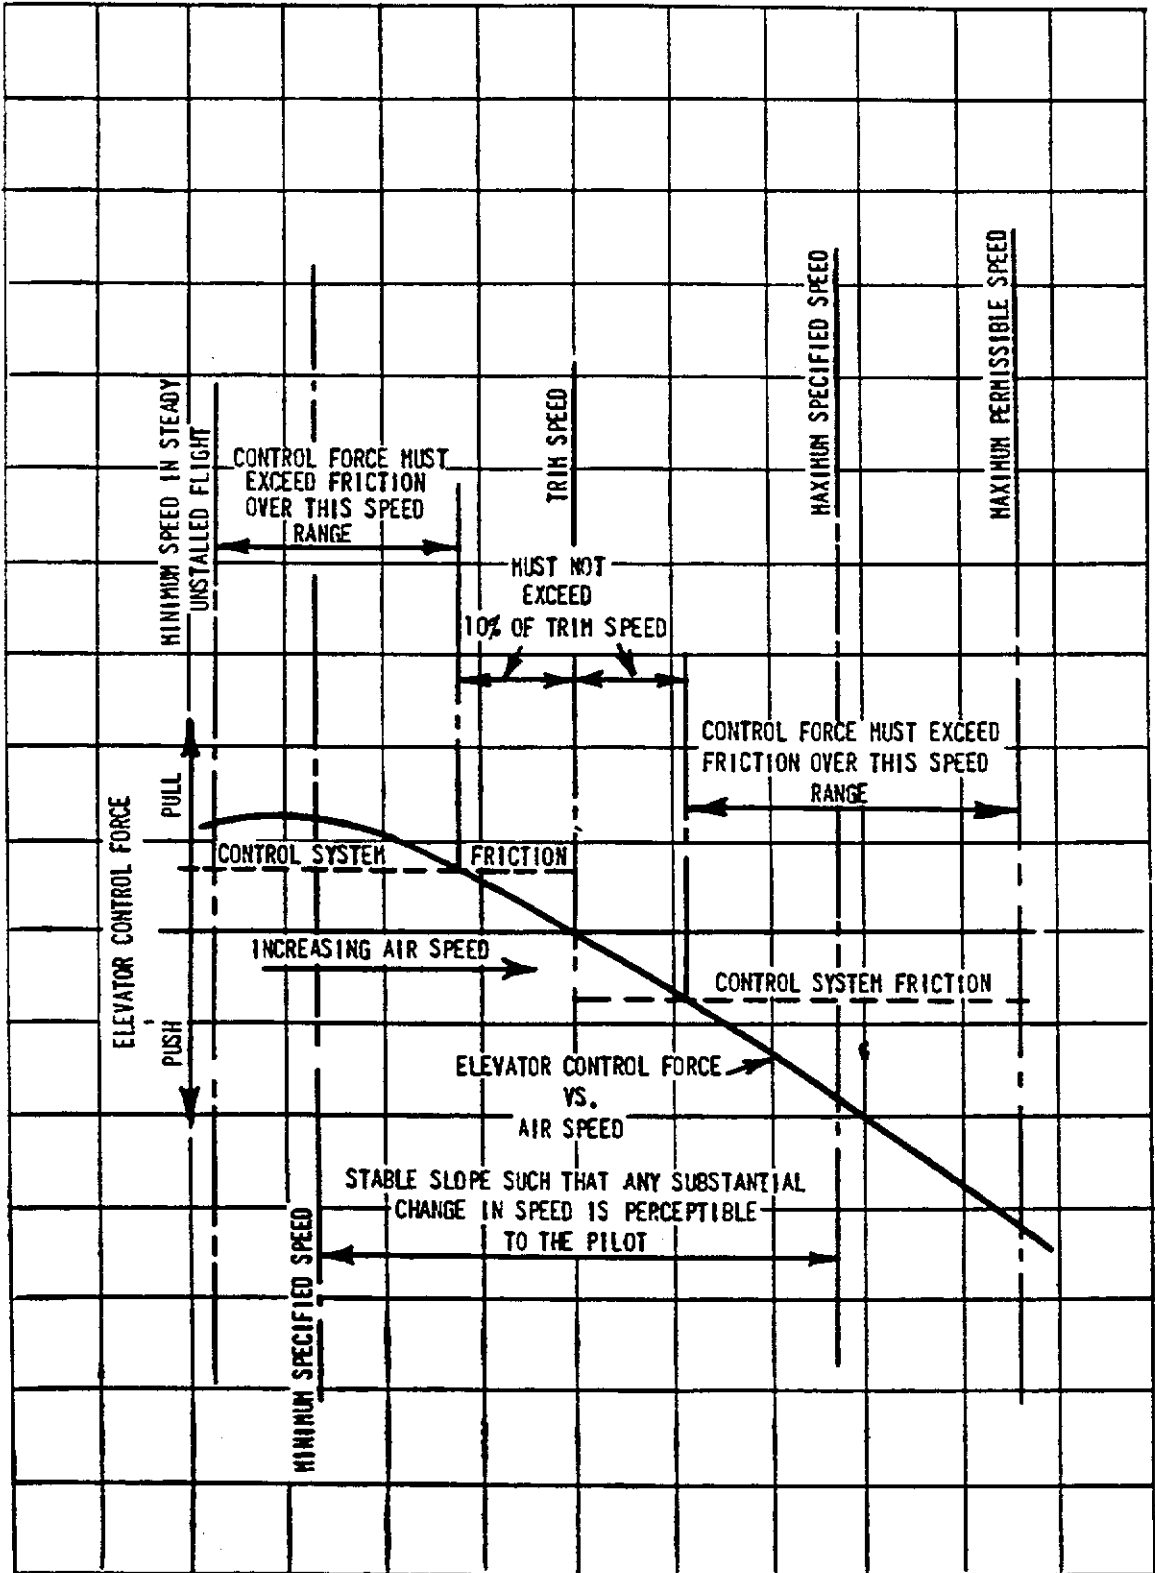 MINIMUM SPEED IN STEADY
UNSTALLED FLIGHT
CONTROL FORCE MUST
EXCEED FRICTION
OVER THIS SPEED
RANGE
TRIM SPEED
MAXIMUM SPECIFIED SPEED
MAXIMUM PERMISSIBLE SPEED
MUST NOT
EXCEED
10% OF TRIM SPEED
CONTROL FORCE MUST EXCEED
FRICTION OVER THIS SPEED
RANGE
ELEVATOR CONTROL FORCE
PULL
PUSH
CONTROL SYSTEM FRICTION
INCREASING AIR SPEED
CONTROL SYSTEM FRICTION
ELEVATOR CONTROL FORCE
VS.
AIR SPEED
STABLE SLOPE SUCH THAT ANY SUBSTANTIAL
CHANGE IN SPEED IS PERCEPTIBLE
TO THE PILOT
MINIMUM SPECIFIED SPEED